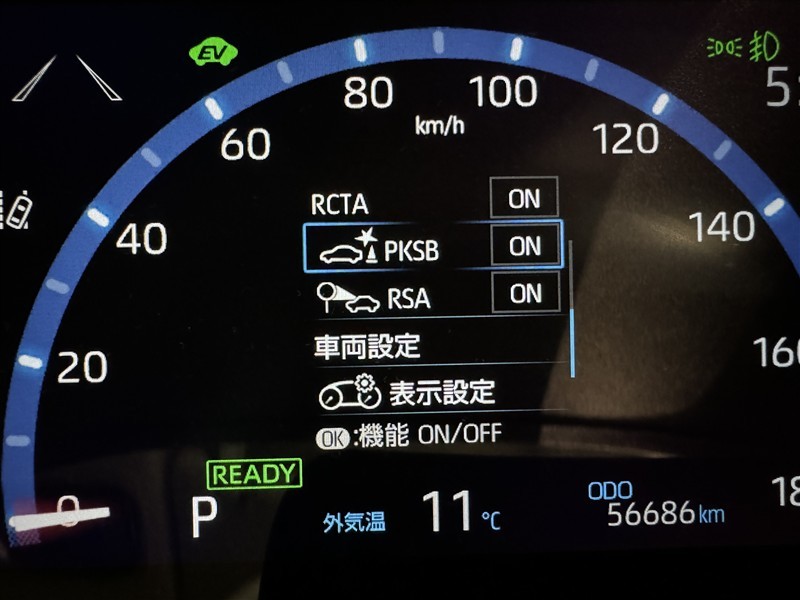 EV
80
100
km/h
60
120
40
140
20
160
0
RCTA ON
PKSB ON
RSA ON
車両設定
表示設定
OK:機能 ON/OFF
READY
P
外気温 11℃
ODO
56686km